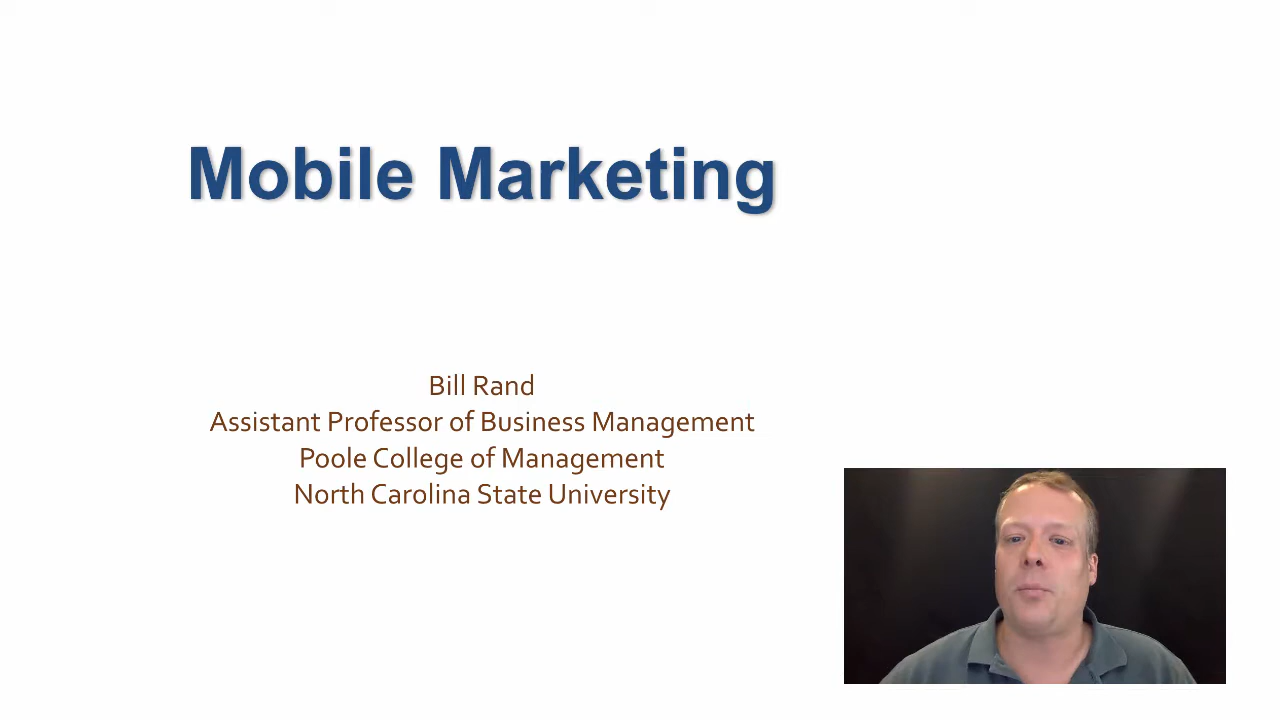 Mobile Marketing
Bill Rand
Assistant Professor of Business Management
Poole College of Management
North Carolina State University